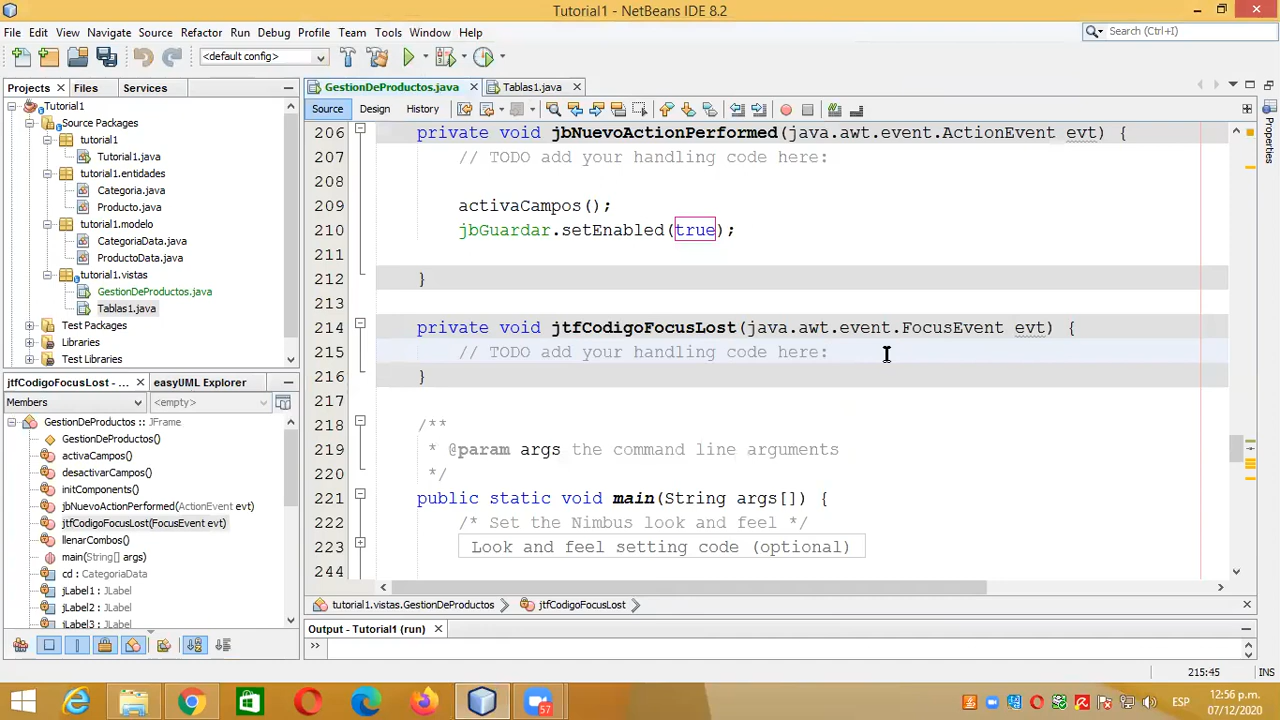 Tutorial1 - NetBeans IDE 8.2
File Edit View Navigate Source Refactor Run Debug Profile Team Tools Window Help
Search (Ctrl+I)
<default config>
Projects Files Services
GestionDeProductos.java Tablas1.java
Source Design History
Tutorial1
Source Packages
tutorial1
Tutorial1.java
tutorial1.entidades
Categoria.java
Producto.java
tutorial1.modelo
CategoriaData.java
ProductoData.java
tutorial1.vistas
GestionDeProductos.java
Tablas1.java
Test Packages
Libraries
Test Libraries
jtfCodigoFocusLost(... easyUML Explorer
Members <empty>
GestionDeProductos :: JFrame
GestionDeProductos()
activaCampos()
desactivarCampos()
initComponents()
jbNuevoActionPerformed(ActionEvent evt)
jtfCodigoFocusLost(FocusEvent evt)
llenarCombos()
main(String[] args)
cd : CategoriaData
jLabel1 : JLabel
jLabel2 : JLabel
jLabel3 : JLabel
206 private void jbNuevoActionPerformed(java.awt.event.ActionEvent evt) {
207 // TODO add your handling code here:
208
209 activaCampos();
210 jbGuardar.setEnabled(true);
211
212 }
213
214 private void jtfCodigoFocusLost(java.awt.event.FocusEvent evt) {
215 // TODO add your handling code here:
216 }
217
218 /**
219 * @param args the command line arguments
220 */
221 public static void main(String args[]) {
222 /* Set the Nimbus look and feel */
223 Look and feel setting code (optional)
244
Properties
tutorial1.vistas.GestionDeProductos jtfCodigoFocusLost
Output - Tutorial1 (run)
>>
215:45 INS
57
ESP
12:56 p.m.
07/12/2020